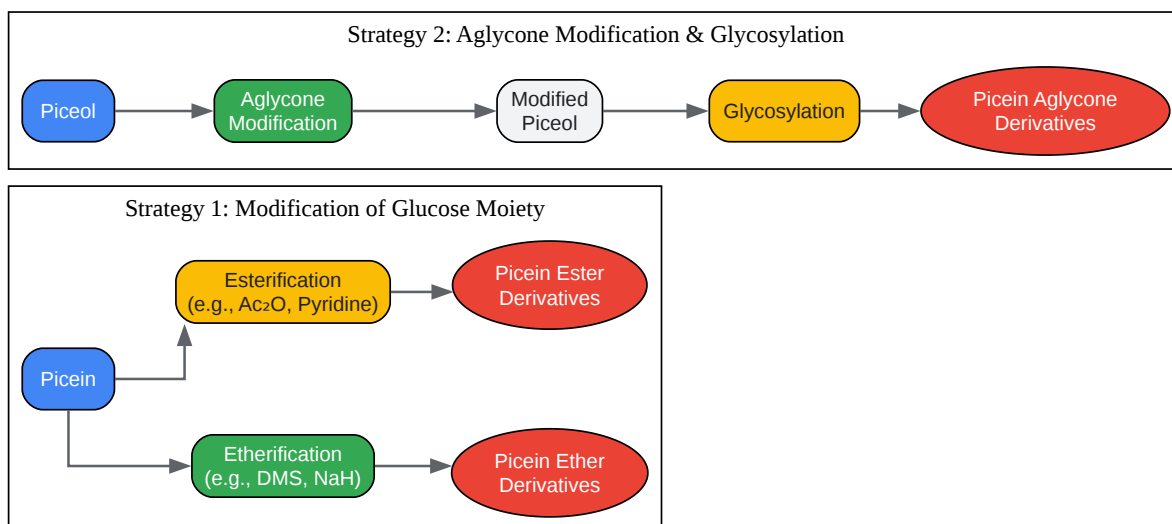 Strategy 2: Aglycone Modification & Glycosylation
Piceol
Aglycone
Modification
Modified
Piceol
Glycosylation
Picein Aglycone
Derivatives
Strategy 1: Modification of Glucose Moiety
Esterification
(e.g., Ac₂O, Pyridine)
Picein Ester
Derivatives
Picein
Etherification
(e.g., DMS, NaH)
Picein Ether
Derivatives